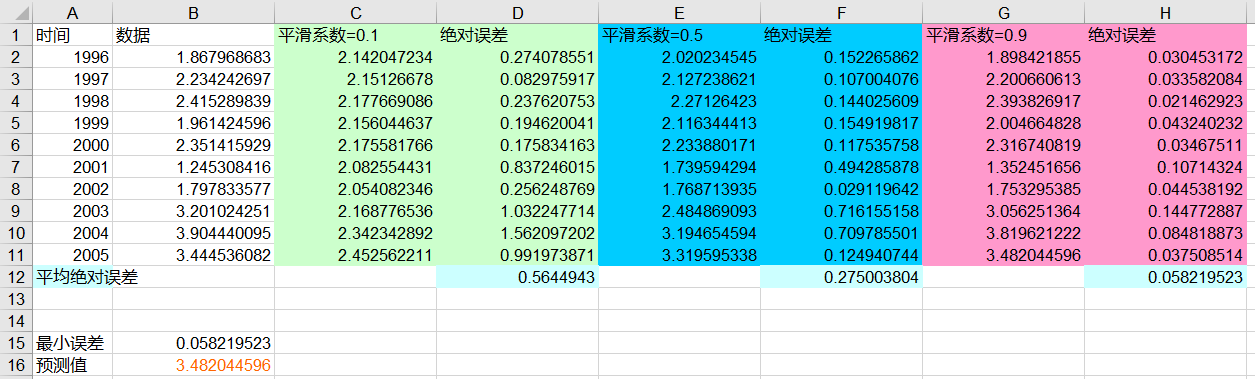 A B C D E F G H
1 时间 数据 平滑系数=0.1 绝对误差 平滑系数=0.5 绝对误差 平滑系数=0.9 绝对误差
2 1996 1.867968683 2.142047234 0.274078551 2.020234545 0.152265862 1.898421855 0.030453172
3 1997 2.234242697 2.15126678 0.082975917 2.127238621 0.107004076 2.200660613 0.033582084
4 1998 2.415289839 2.177669086 0.237620753 2.27126423 0.144025609 2.393826917 0.021462923
5 1999 1.961424596 2.156044637 0.194620041 2.116344413 0.154919817 2.004664828 0.043240232
6 2000 2.351415929 2.175581766 0.175834163 2.233880171 0.117535758 2.316740819 0.03467511
7 2001 1.245308416 2.082554431 0.837246015 1.739594294 0.494285878 1.352451656 0.10714324
8 2002 1.797833577 2.054082346 0.256248769 1.768713935 0.029119642 1.753295385 0.044538192
9 2003 3.201024251 2.168776536 1.032247714 2.484869093 0.716155158 3.056251364 0.144772887
10 2004 3.904440095 2.342342892 1.562097202 3.194654594 0.709785501 3.819621222 0.084818873
11 2005 3.444536082 2.452562211 0.991973871 3.319595338 0.124940744 3.482044596 0.037508514
12 平均绝对误差 0.5644943 0.275003804 0.058219523
13
14
15 最小误差 0.058219523
16 预测值 3.482044596